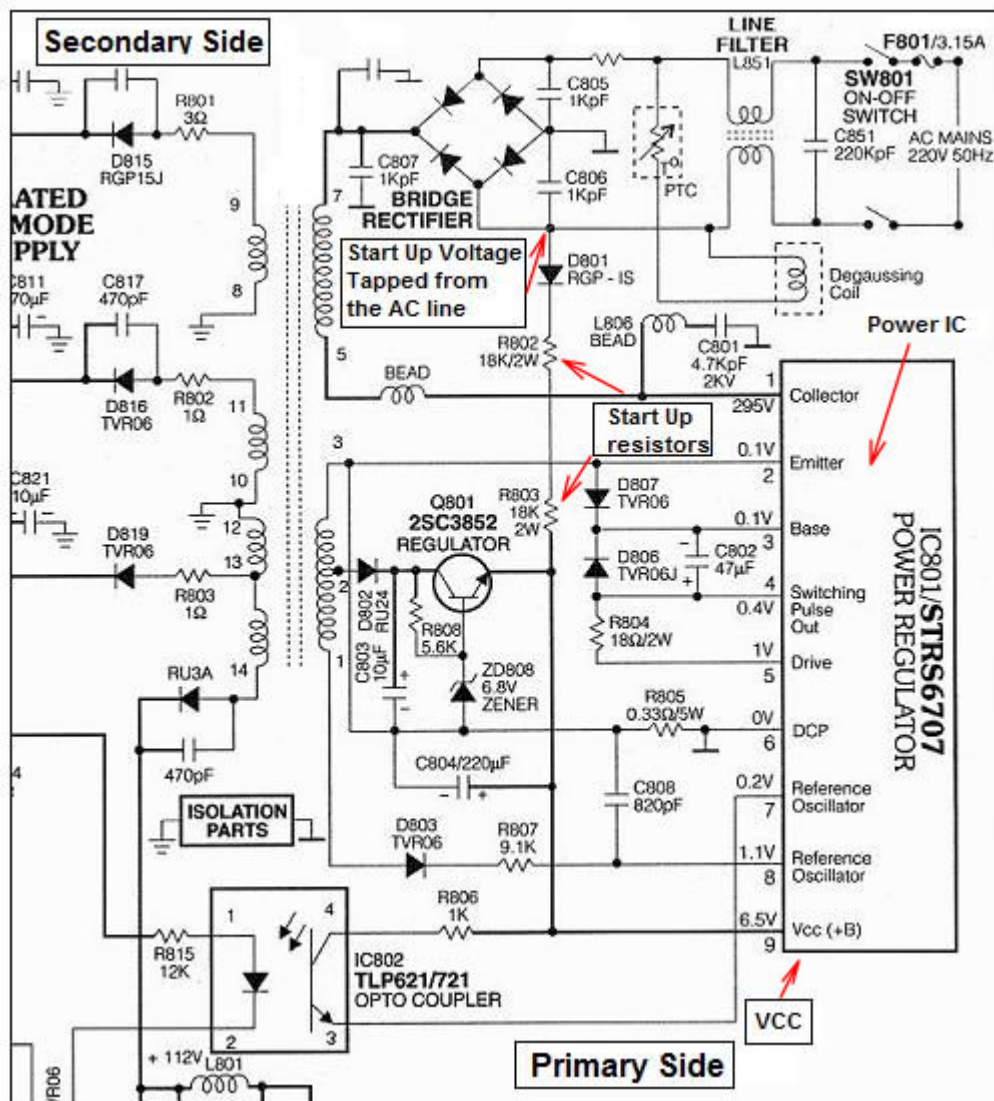 Secondary Side
R801
3Ω
D815
RGP15J
ATED
MODE
PPLY
9
8
C811
70µF
C817
470pF
D816
TVR06
R802
1Ω
11
10
C821
10µF
12
D819
TVR06
13
R803
1Ω
14
RU3A
470pF
ISOLATION
PARTS
LINE
FILTER
L851
F801/3.15A
SW801
ON-OFF
SWITCH
C851
220KpF
AC MAINS
220V 50Hz
C805
1KpF
C807
1KpF
C806
1KpF
7
BRIDGE
RECTIFIER
PTC
Start Up Voltage
Tapped from
the AC line
D801
RGP - IS
Degaussing
Coil
R802
18K/2W
L806
BEAD
C801
4.7KpF
2KV
Power IC
5
BEAD
Start Up
resistors
1
295V
Collector
3
0.1V
2
Emitter
Q801
2SC3852
REGULATOR
R803
18K
2W
D807
TVR06
0.1V
3
Base
D806
TVR06J
C802
47µF
4
0.4V
Switching
Pulse
Out
2
D802
RU24
R808
5.6K
R804
18Ω/2W
1V
5
Drive
1
C803
10µF
ZD808
6.8V
ZENER
R805
0.33Ω/5W
0V
6
DCP
C804/220µF
C808
820pF
0.2V
7
Reference
Oscillator
D803
TVR06
R807
9.1K
1.1V
8
Reference
Oscillator
R806
1K
6.5V
9
Vcc (+B)
IC801/STRS6707
POWER REGULATOR
4
R815
12K
1
4
2
3
IC802
TLP621/721
OPTO COUPLER
VCC
+ 112V
L801
VR06
Primary Side